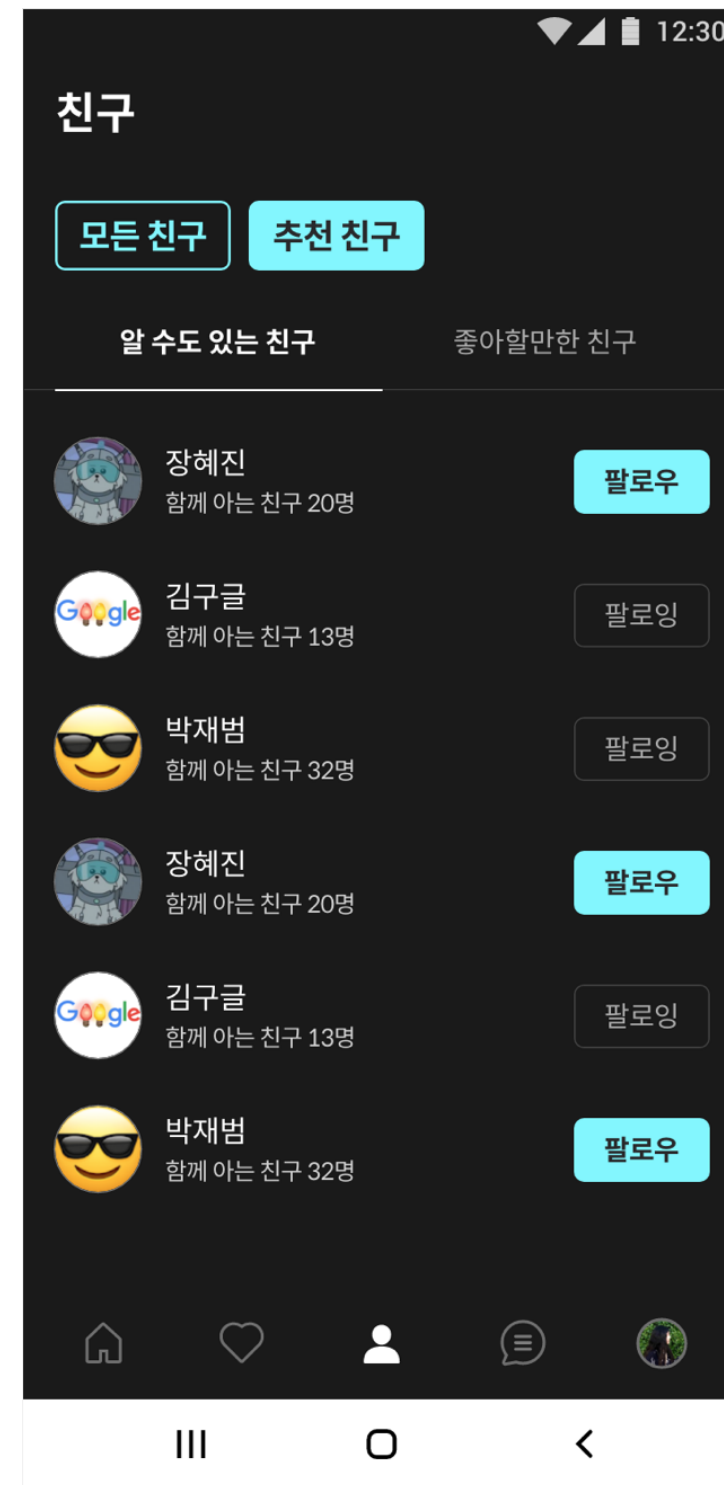 12:30
친구
모든 친구 추천 친구
알 수도 있는 친구 좋아할만한 친구
장혜진
함께 아는 친구 20명
팔로우
Google
김구글
함께 아는 친구 13명
팔로잉
박재범
함께 아는 친구 32명
팔로잉
장혜진
함께 아는 친구 20명
팔로우
Google
김구글
함께 아는 친구 13명
팔로잉
박재범
함께 아는 친구 32명
팔로우